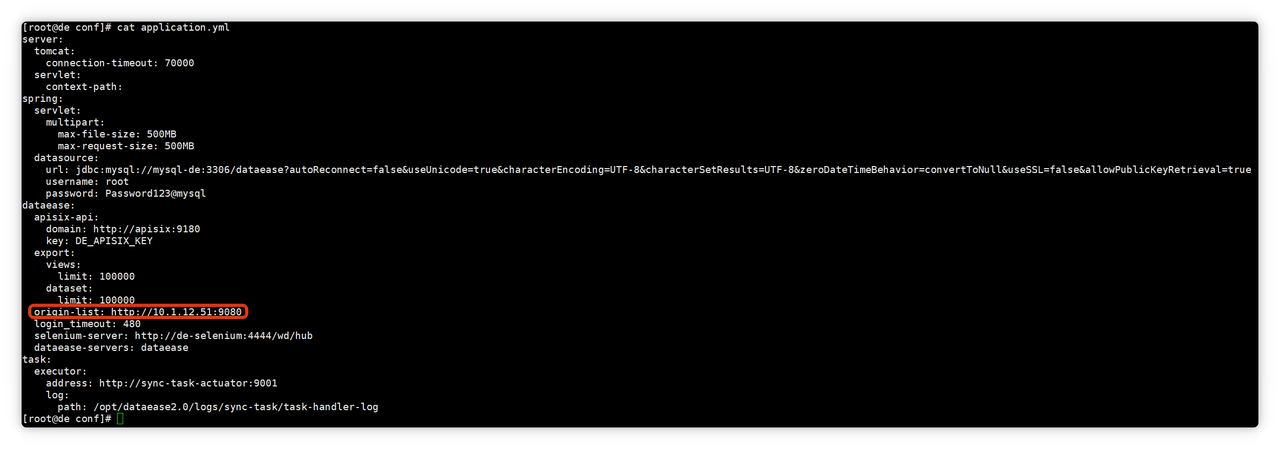 [root@de conf]# cat application.yml
server:
  tomcat:
    connection-timeout: 70000
  servlet:
    context-path:
spring:
  servlet:
    multipart:
      max-file-size: 500MB
      max-request-size: 500MB
  datasource:
    url: jdbc:mysql://mysql-de:3306/dataease?autoReconnect=false&useUnicode=true&characterEncoding=UTF-8&characterSetResults=UTF-8&zeroDateTimeBehavior=convertToNull&useSSL=false&allowPublicKeyRetrieval=true
    username: root
    password: Password123@mysql
dataease:
  apisix-api:
    domain: http://apisix:9180
    key: DE_APISIX_KEY
  export:
    views:
      limit: 100000
    dataset:
      limit: 100000
  origin-list: http://10.1.12.51:9080
  login_timeout: 480
  selenium-server: http://de-selenium:4444/wd/hub
  dataease-servers: dataease
task:
  executor:
    address: http://sync-task-actuator:9001
    log:
      path: /opt/dataease2.0/logs/sync-task/task-handler-log
[root@de conf]#